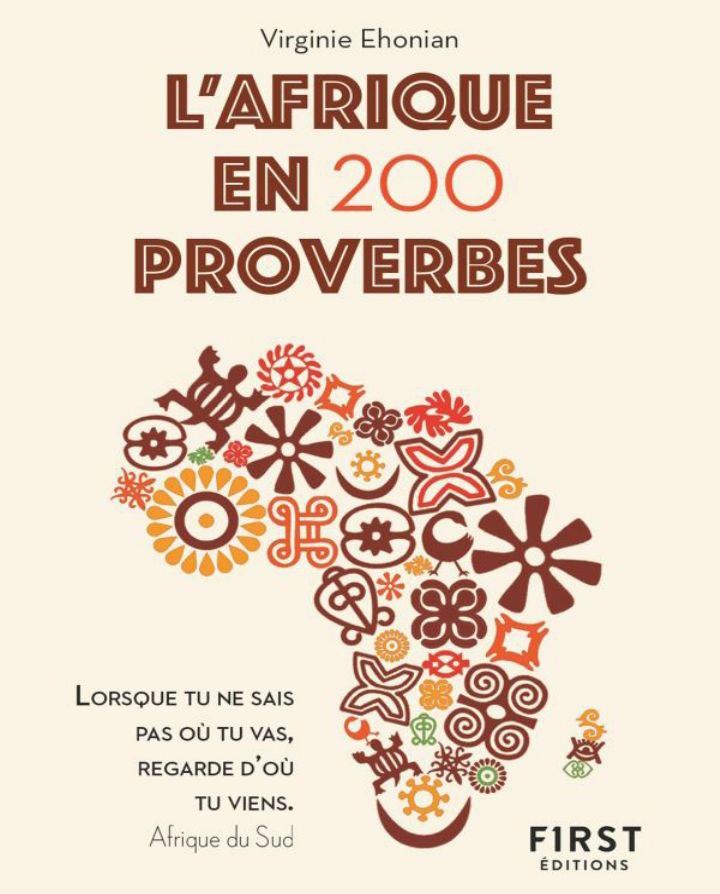 Virginie Ehonian
L'AFRIQUE
EN 200
PROVERBES
LORSQUE TU NE SAIS
PAS OÙ TU VAS,
REGARDE D'OÙ
TU VIENS.
Afrique du Sud
F1RST
ÉDITIONS